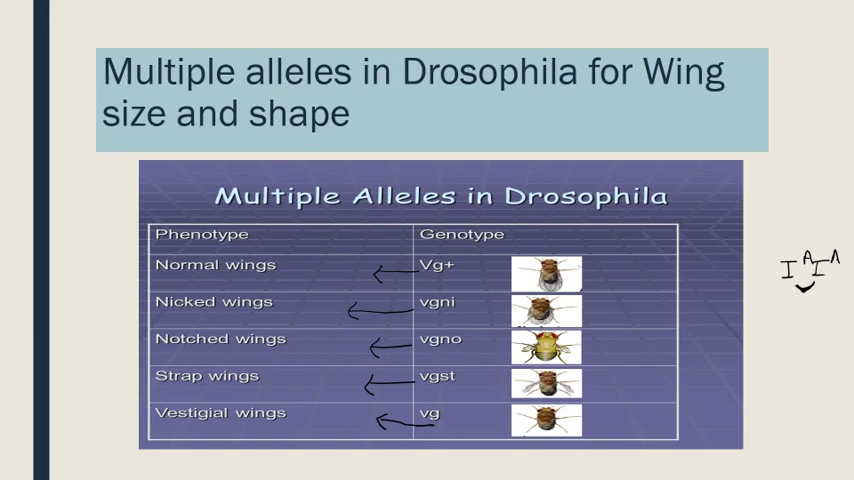 Multiple alleles in Drosophila for Wing
size and shape
Multiple Alleles in Drosophila
Phenotype Genotype
Normal wings Vg+
Nicked wings vgni
Notched wings vgno
Strap wings vgst
Vestigial wings vg
I^A I^A